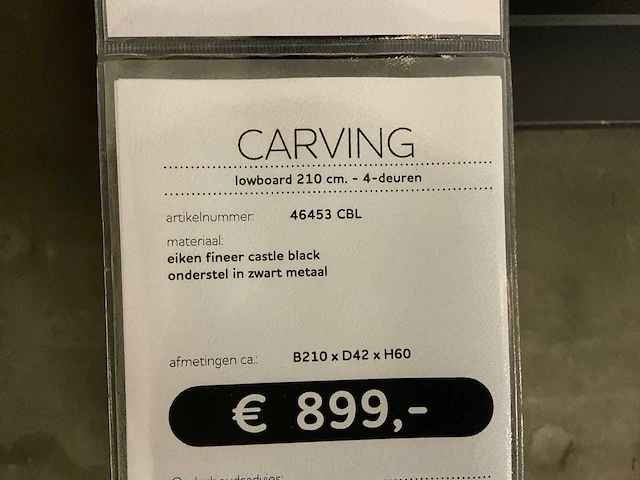 CARVING
lowboard 210 cm. - 4-deuren
artikelnummer: 46453 CBL
materiaal:
eiken fineer castle black
onderstel in zwart metaal
afmetingen ca.: B210 x D42 x H60
€ 899,-
Onderhoudsadvies: